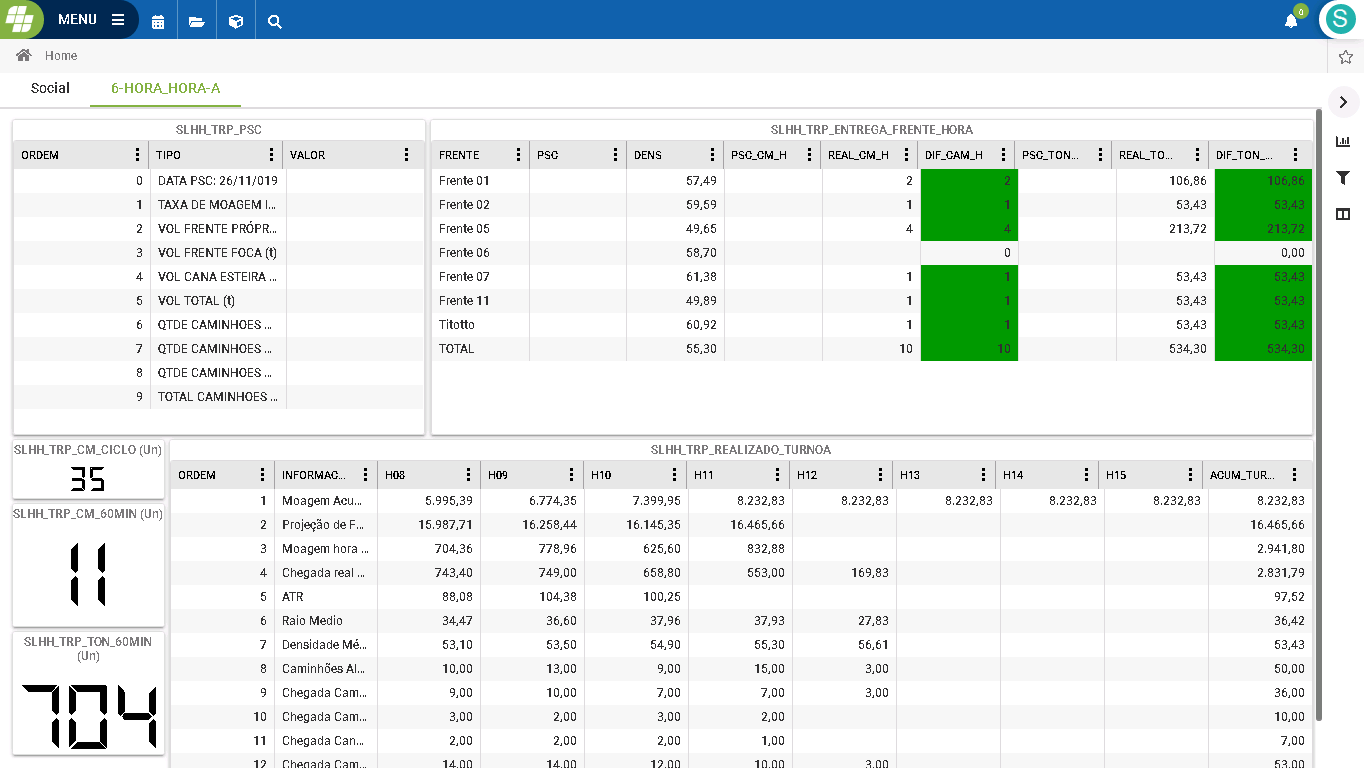 MENU
0
S
Home
Social 6-HORA_HORA-A
SLHH_TRP_PSC
ORDEM TIPO VALOR
0 DATA PSC: 26/11/019
1 TAXA DE MOAGEM I...
2 VOL FRENTE PRÓPR...
3 VOL FRENTE FOCA (t)
4 VOL CANA ESTEIRA ...
5 VOL TOTAL (t)
6 QTDE CAMINHOES ...
7 QTDE CAMINHOES ...
8 QTDE CAMINHOES ...
9 TOTAL CAMINHOES ...
SLHH_TRP_ENTREGA_FRENTE_HORA
FRENTE PSC DENS PSC_CM_H REAL_CM_H DIF_CAM_H PSC_TON... REAL_TO... DIF_TON_...
Frente 01 57,49 2 2 106,86 106,86
Frente 02 59,59 1 1 53,43 53,43
Frente 05 49,65 4 4 213,72 213,72
Frente 06 58,70 0 0,00
Frente 07 61,38 1 1 53,43 53,43
Frente 11 49,89 1 1 53,43 53,43
Titotto 60,92 1 1 53,43 53,43
TOTAL 55,30 10 10 534,30 534,30
SLHH_TRP_CM_CICLO (Un)
35
SLHH_TRP_CM_60MIN (Un)
11
SLHH_TRP_TON_60MIN
(Un)
704
SLHH_TRP_REALIZADO_TURNOA
ORDEM INFORMAC... H08 H09 H10 H11 H12 H13 H14 H15 ACUM_TUR...
1 Moagem Acu... 5.995,39 6.774,35 7.399,95 8.232,83 8.232,83 8.232,83 8.232,83 8.232,83 8.232,83
2 Projeção de F... 15.987,71 16.258,44 16.145,35 16.465,66 16.465,66
3 Moagem hora ... 704,36 778,96 625,60 832,88 2.941,80
4 Chegada real ... 743,40 749,00 658,80 553,00 169,83 2.831,79
5 ATR 88,08 104,38 100,25 97,52
6 Raio Medio 34,47 36,60 37,96 37,93 27,83 36,42
7 Densidade Mé... 53,10 53,50 54,90 55,30 56,61 53,43
8 Caminhões Al... 10,00 13,00 9,00 15,00 3,00 50,00
9 Chegada Cam... 9,00 10,00 7,00 7,00 3,00 36,00
10 Chegada Cam... 3,00 2,00 3,00 2,00 10,00
11 Chegada Can... 2,00 2,00 2,00 1,00 7,00
12 Chegada Cam... 14,00 14,00 12,00 10,00 3,00 53,00